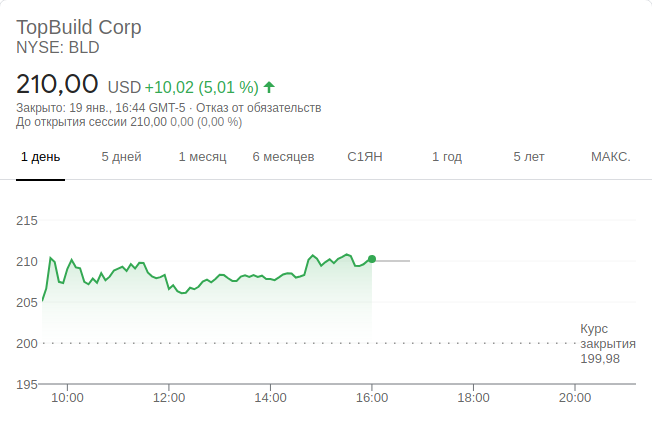 TopBuild Corp
NYSE: BLD
210,00 USD +10,02 (5,01 %)
Закрыто: 19 янв., 16:44 GMT-5 · Отказ от обязательств
До открытия сессии 210,00 0,00 (0,00 %)
1 день 5 дней 1 месяц 6 месяцев С1ЯН 1 год 5 лет МАКС.
215
210
205
200
195
Курс
закрытия
199,98
10:00 12:00 14:00 16:00 18:00 20:00